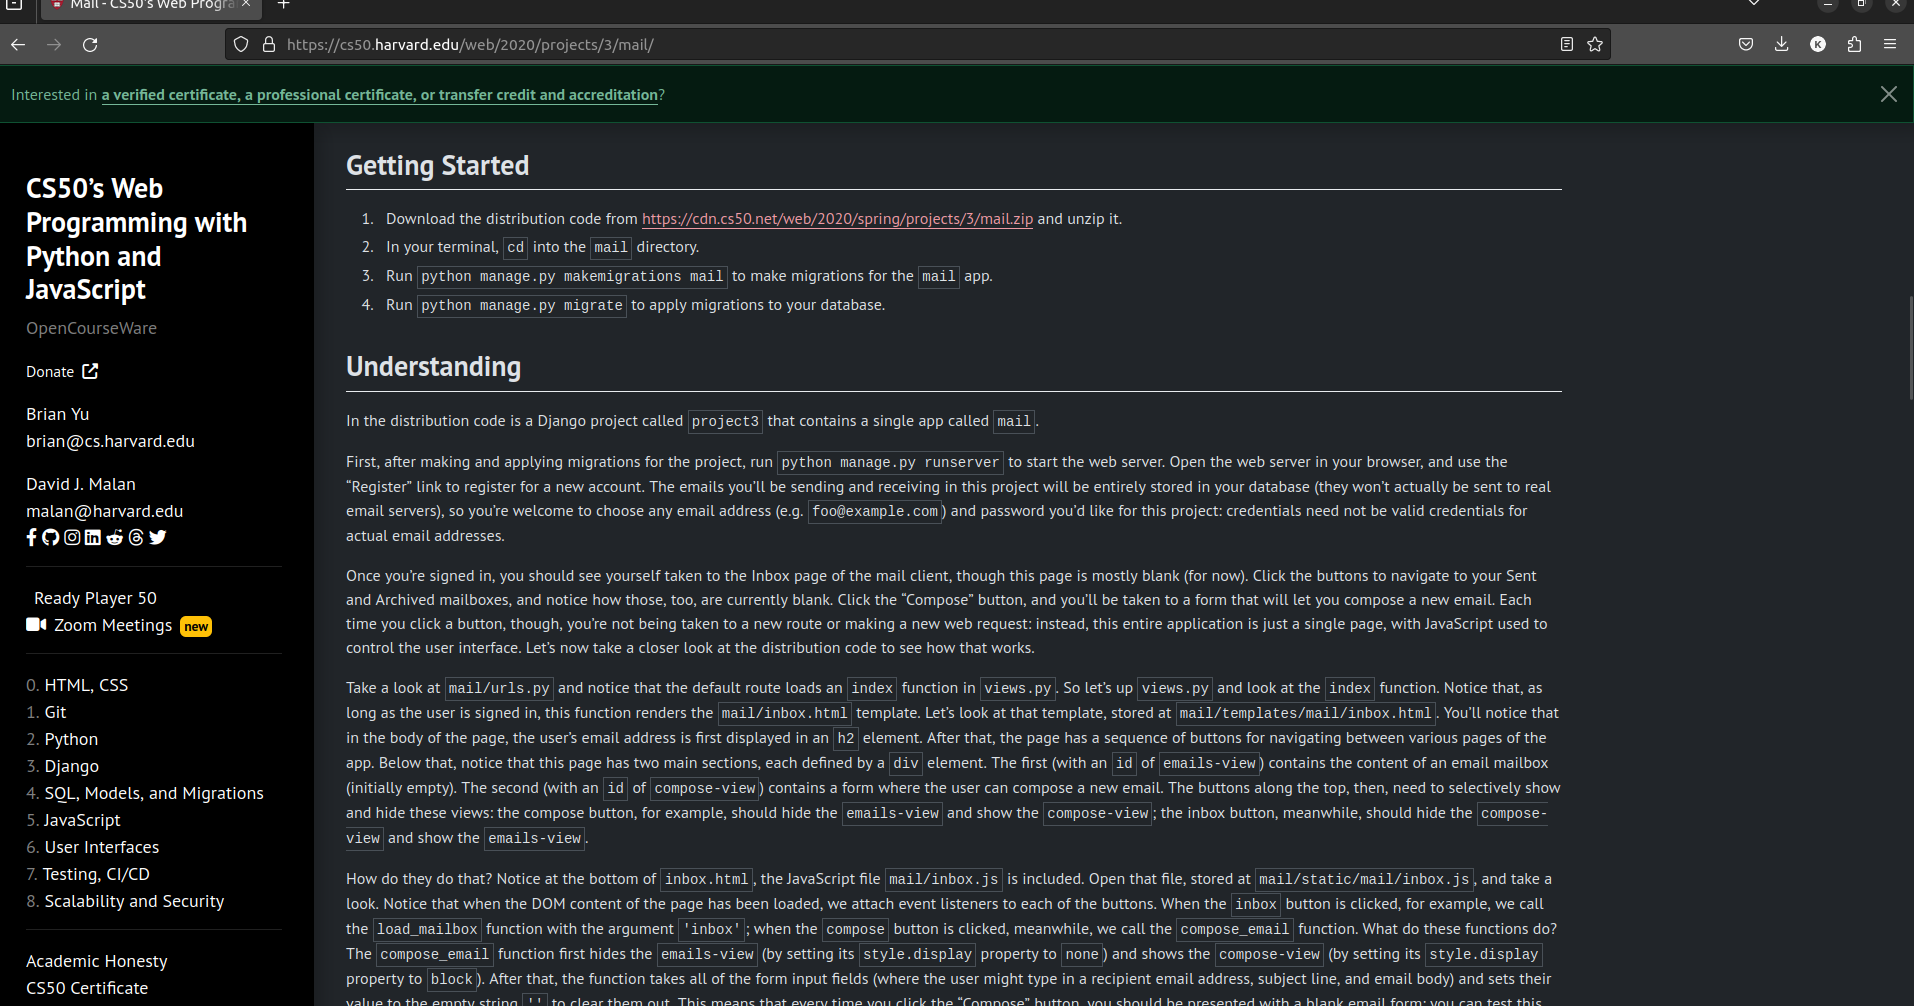 Mail - CS50's Web Progra
https://cs50.harvard.edu/web/2020/projects/3/mail/
K
Interested in a verified certificate, a professional certificate, or transfer credit and accreditation?
CS50’s Web
Programming with
Python and
JavaScript
OpenCourseWare
Donate
Brian Yu
brian@cs.harvard.edu
David J. Malan
malan@harvard.edu
Ready Player 50
Zoom Meetings new
0. HTML, CSS
1. Git
2. Python
3. Django
4. SQL, Models, and Migrations
5. JavaScript
6. User Interfaces
7. Testing, CI/CD
8. Scalability and Security
Academic Honesty
CS50 Certificate
Getting Started
1. Download the distribution code from https://cdn.cs50.net/web/2020/spring/projects/3/mail.zip and unzip it.
2. In your terminal, cd into the mail directory.
3. Run python manage.py makemigrations mail to make migrations for the mail app.
4. Run python manage.py migrate to apply migrations to your database.
Understanding
In the distribution code is a Django project called project3 that contains a single app called mail.
First, after making and applying migrations for the project, run python manage.py runserver to start the web server. Open the web server in your browser, and use the
“Register” link to register for a new account. The emails you’ll be sending and receiving in this project will be entirely stored in your database (they won’t actually be sent to real
email servers), so you’re welcome to choose any email address (e.g. foo@example.com) and password you’d like for this project: credentials need not be valid credentials for
actual email addresses.
Once you’re signed in, you should see yourself taken to the Inbox page of the mail client, though this page is mostly blank (for now). Click the buttons to navigate to your Sent
and Archived mailboxes, and notice how those, too, are currently blank. Click the “Compose” button, and you’ll be taken to a form that will let you compose a new email. Each
time you click a button, though, you’re not being taken to a new route or making a new web request: instead, this entire application is just a single page, with JavaScript used to
control the user interface. Let’s now take a closer look at the distribution code to see how that works.
Take a look at mail/urls.py and notice that the default route loads an index function in views.py. So let’s up views.py and look at the index function. Notice that, as
long as the user is signed in, this function renders the mail/inbox.html template. Let’s look at that template, stored at mail/templates/mail/inbox.html. You’ll notice that
in the body of the page, the user’s email address is first displayed in an h2 element. After that, the page has a sequence of buttons for navigating between various pages of the
app. Below that, notice that this page has two main sections, each defined by a div element. The first (with an id of emails-view) contains the content of an email mailbox
(initially empty). The second (with an id of compose-view) contains a form where the user can compose a new email. The buttons along the top, then, need to selectively show
and hide these views: the compose button, for example, should hide the emails-view and show the compose-view; the inbox button, meanwhile, should hide the compose-
view and show the emails-view.
How do they do that? Notice at the bottom of inbox.html, the JavaScript file mail/inbox.js is included. Open that file, stored at mail/static/mail/inbox.js, and take a
look. Notice that when the DOM content of the page has been loaded, we attach event listeners to each of the buttons. When the inbox button is clicked, for example, we call
the load_mailbox function with the argument 'inbox'; when the compose button is clicked, meanwhile, we call the compose_email function. What do these functions do?
The compose_email function first hides the emails-view (by setting its style.display property to none) and shows the compose-view (by setting its style.display
property to block). After that, the function takes all of the form input fields (where the user might type in a recipient email address, subject line, and email body) and sets their
value to the empty string '' to clear them out. This means that every time you click the “Compose” button, you should be presented with a blank email form: you can test this